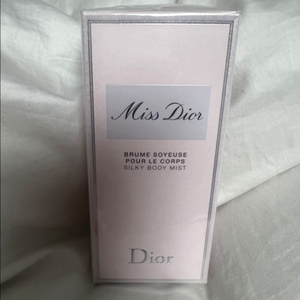 Miss Dior
BRUME SOYEUSE
POUR LE CORPS
SILKY BODY MIST
Dior